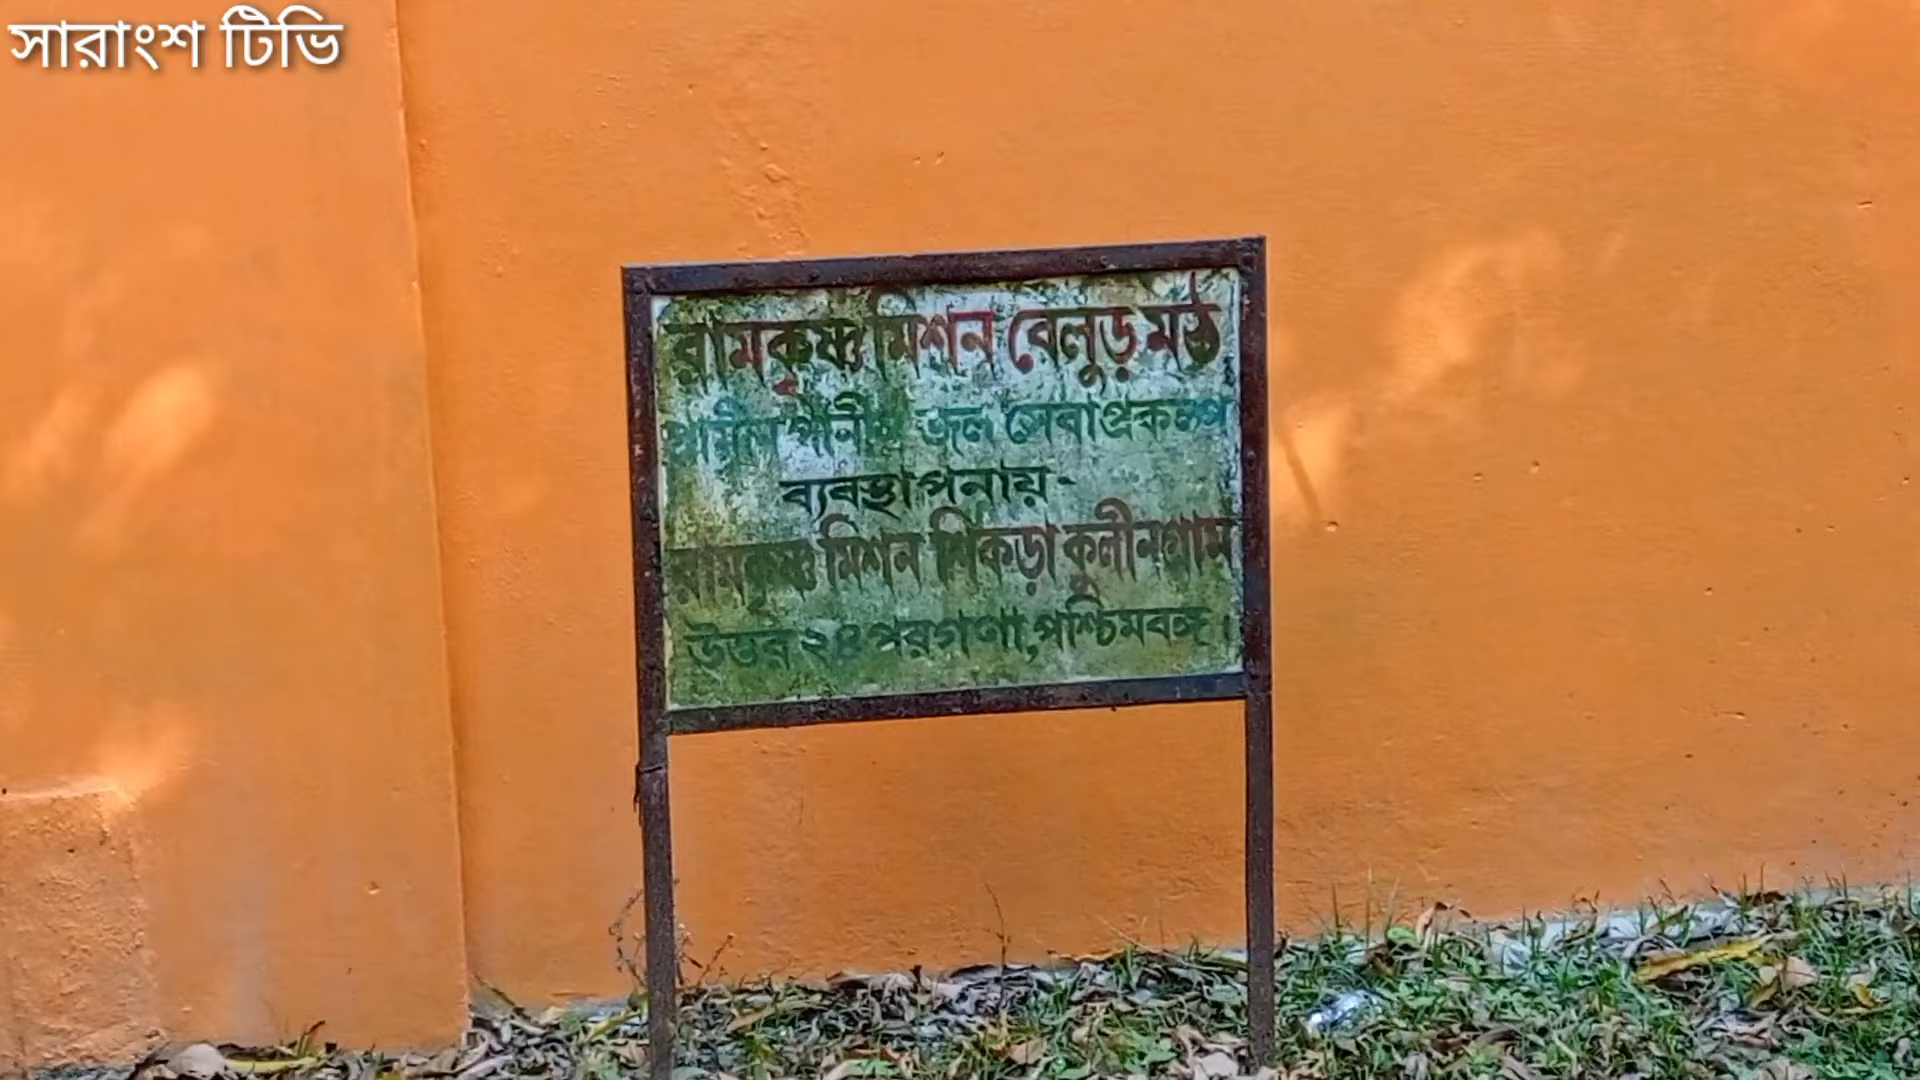 সারাংশ টিভি
রামকৃষ্ণ মিশন বেলুড় মঠ
পানীয় জল সেবাপ্রকল্প
ব্যবস্থাপনায়-
রামকৃষ্ণ মিশন শিকড়া কুলীনগ্রাম
উত্তর ২৪ পরগণা, পশ্চিমবঙ্গ।